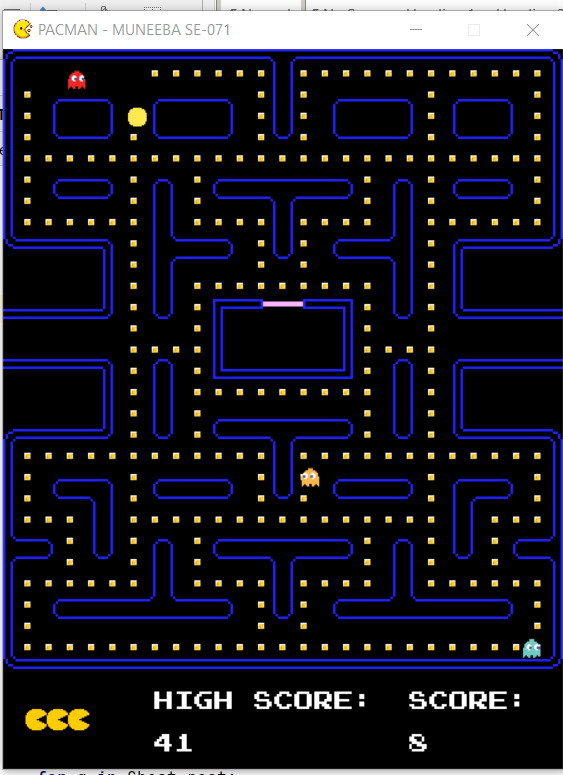 PACMAN - MUNEEBA SE-071
HIGH SCORE: SCORE:
41 8